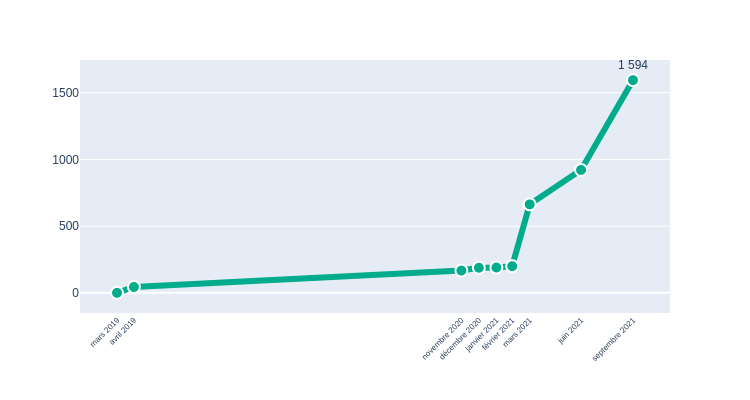 1 594
1500
1000
500
0
mars 2019
avril 2019
novembre 2020
décembre 2020
janvier 2021
février 2021
mars 2021
juin 2021
septembre 2021